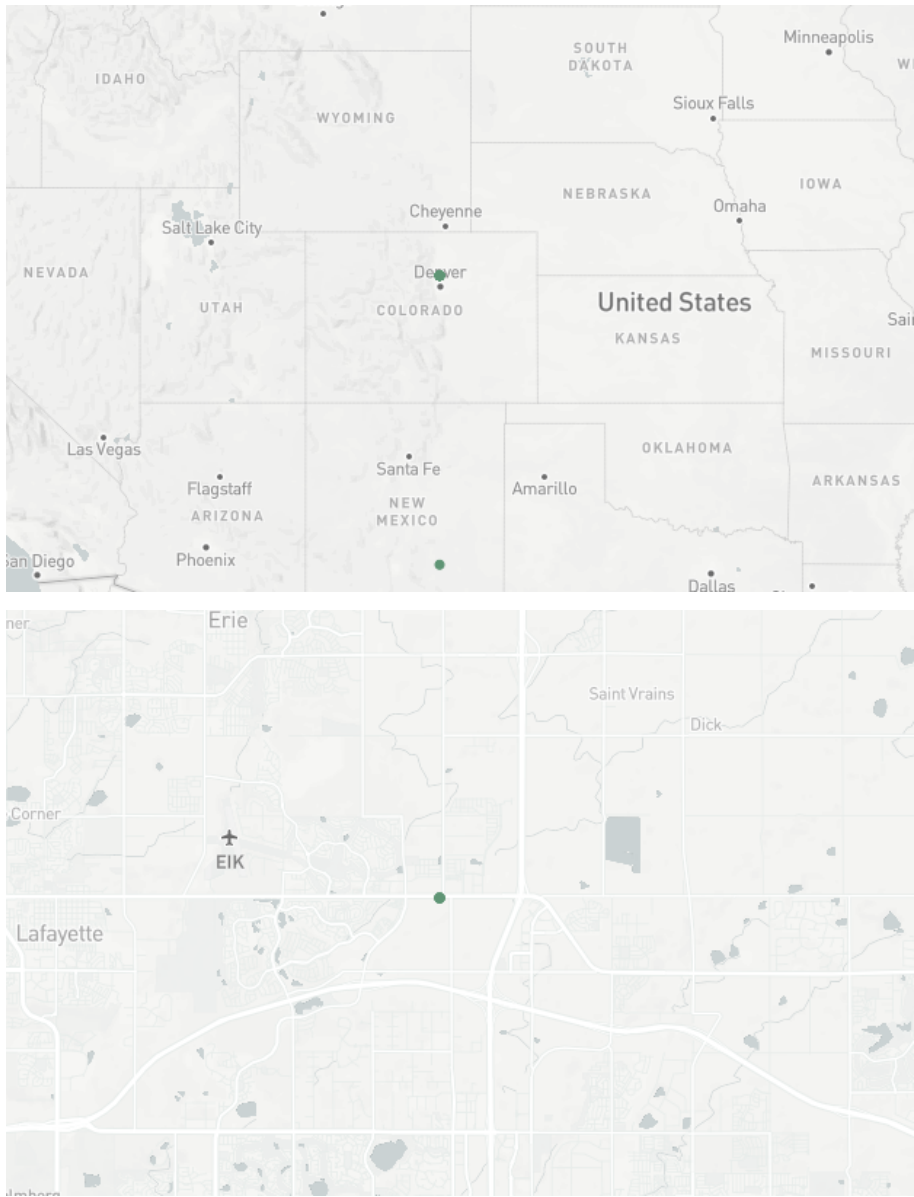 IDAHO
WYOMING
SOUTH
DAKOTA
Minneapolis
Sioux Falls
NEBRASKA
IOWA
Omaha
Cheyenne
Salt Lake City
NEVADA
Denver
UTAH
COLORADO
United States
KANSAS
MISSOURI
Las Vegas
Santa Fe
OKLAHOMA
Flagstaff
Amarillo
ARKANSAS
NEW
MEXICO
ARIZONA
Phoenix
San Diego
Dallas
Erie
ner
Saint Vrains
Dick
Corner
EIK
Lafayette